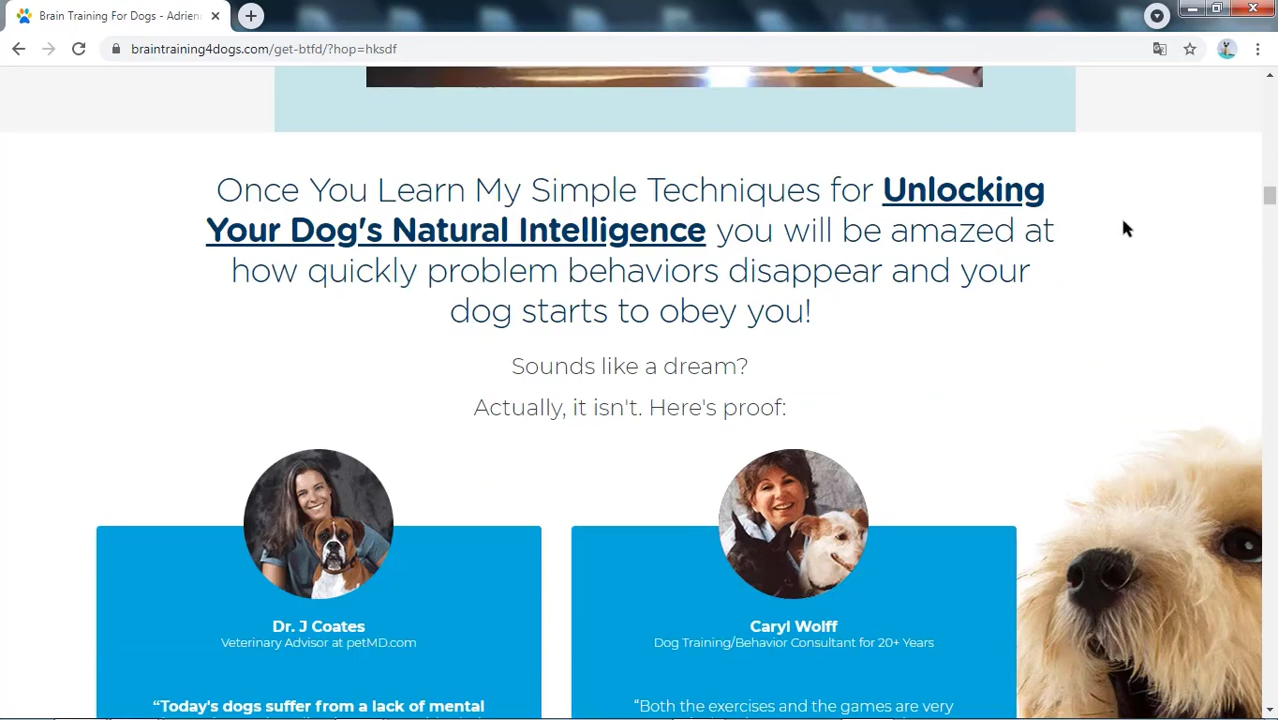 Brain Training For Dogs - Adrien
braintraining4dogs.com/get-btfd/?hop=hksdf
Once You Learn My Simple Techniques for Unlocking
Your Dog's Natural Intelligence you will be amazed at
how quickly problem behaviors disappear and your
dog starts to obey you!
Sounds like a dream?
Actually, it isn't. Here's proof:
Dr. J Coates
Veterinary Advisor at petMD.com
“Today's dogs suffer from a lack of mental
Caryl Wolff
Dog Training/Behavior Consultant for 20+ Years
“Both the exercises and the games are very